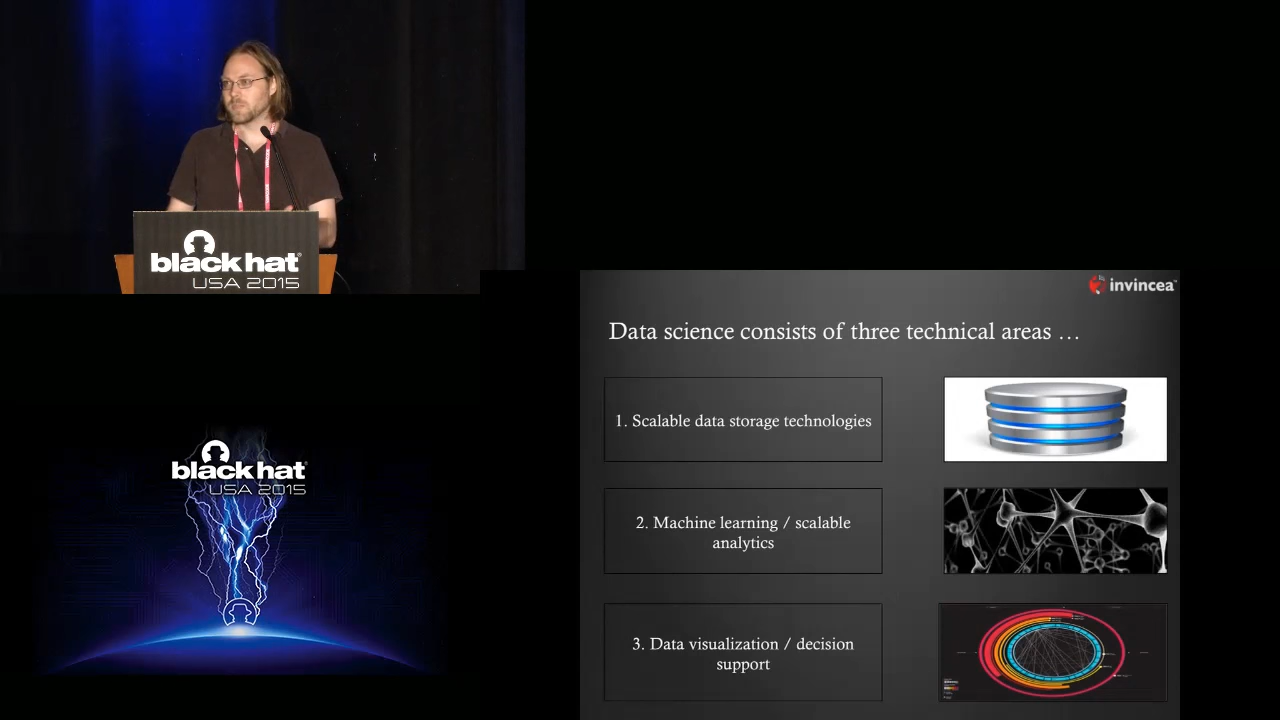 black hat
USA 2015
invincea
Data science consists of three technical areas …
1. Scalable data storage technologies
2. Machine learning / scalable
analytics
3. Data visualization / decision
support
black hat
USA 2015